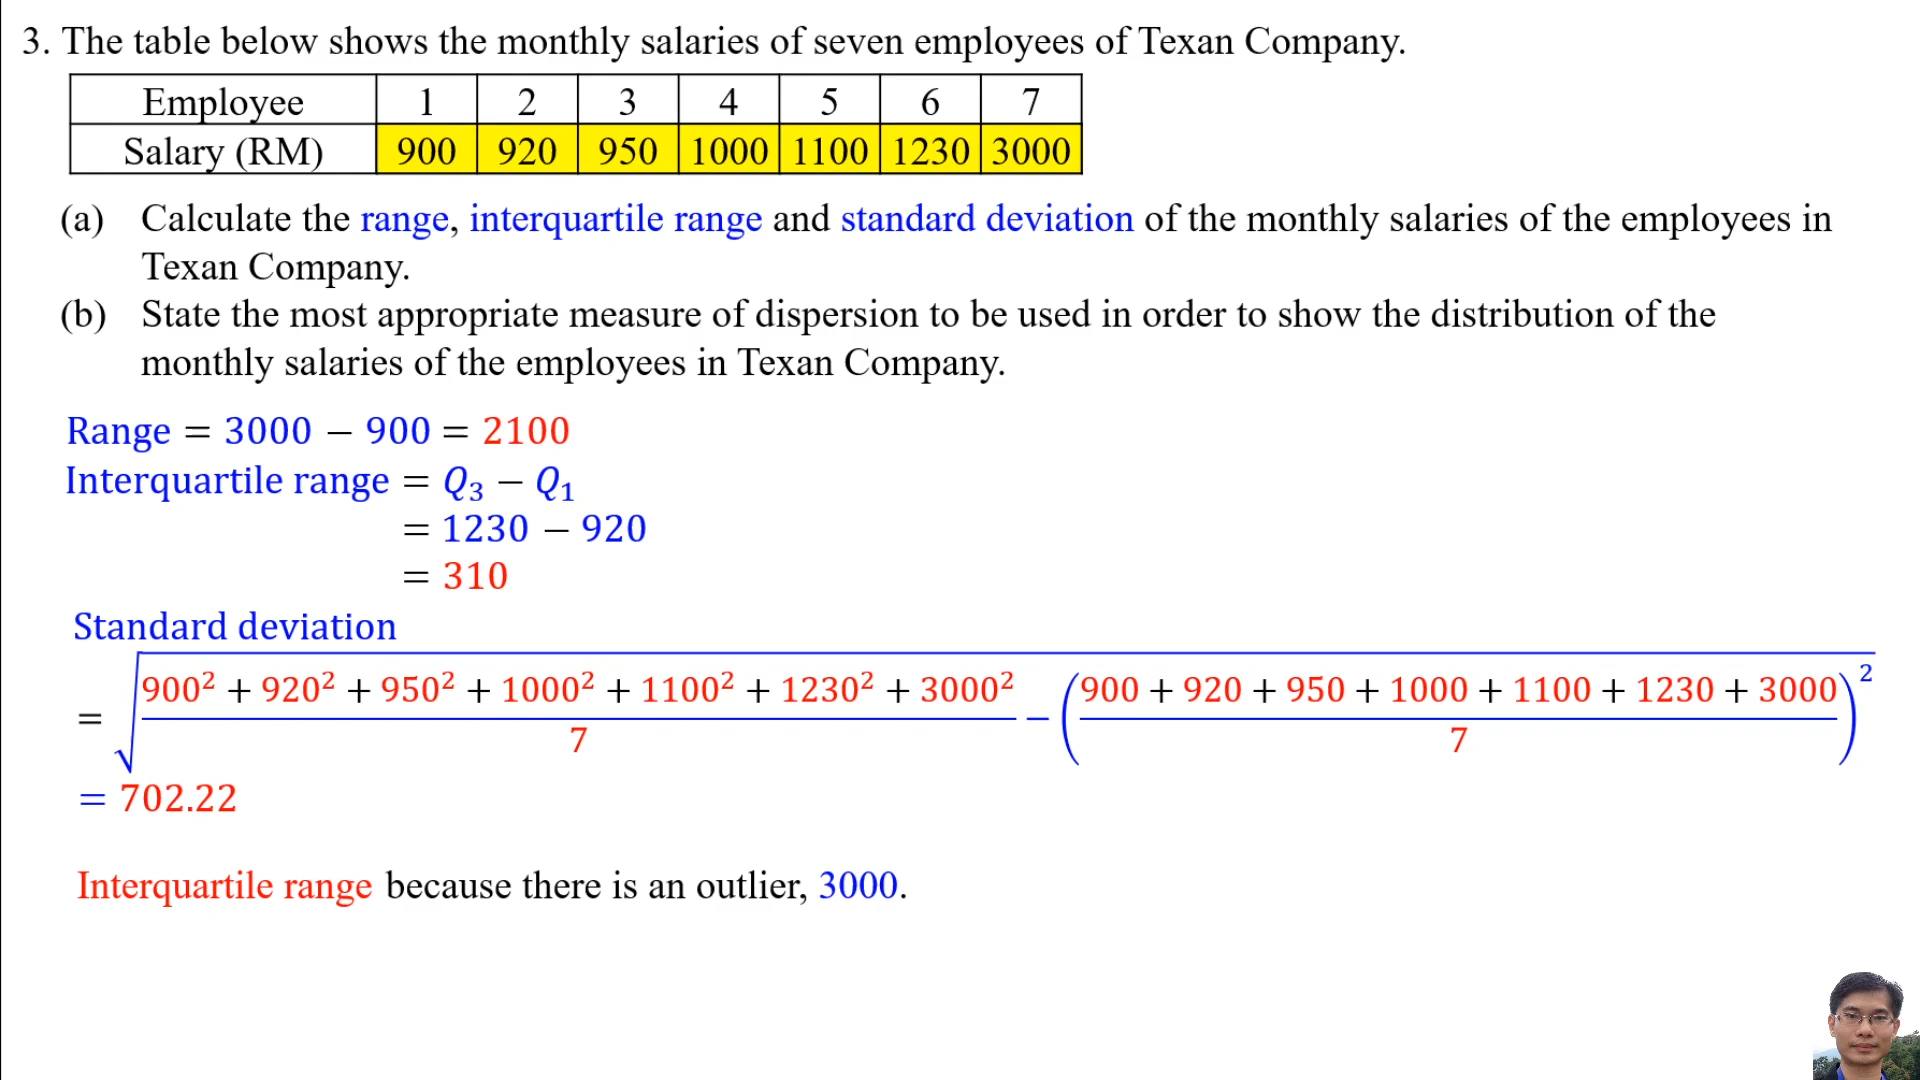 3. The table below shows the monthly salaries of seven employees of Texan Company.
Employee 1 2 3 4 5 6 7
Salary (RM) 900 920 950 1000 1100 1230 3000
(a) Calculate the range, interquartile range and standard deviation of the monthly salaries of the employees in
Texan Company.
(b) State the most appropriate measure of dispersion to be used in order to show the distribution of the
monthly salaries of the employees in Texan Company.
Range = 3000 − 900 = 2100
Interquartile range = Q₃ − Q₁
= 1230 − 920
= 310
Standard deviation
= √((900² + 920² + 950² + 1000² + 1100² + 1230² + 3000²)/7 − ((900 + 920 + 950 + 1000 + 1100 + 1230 + 3000)/7)²)
= 702.22
Interquartile range because there is an outlier, 3000.